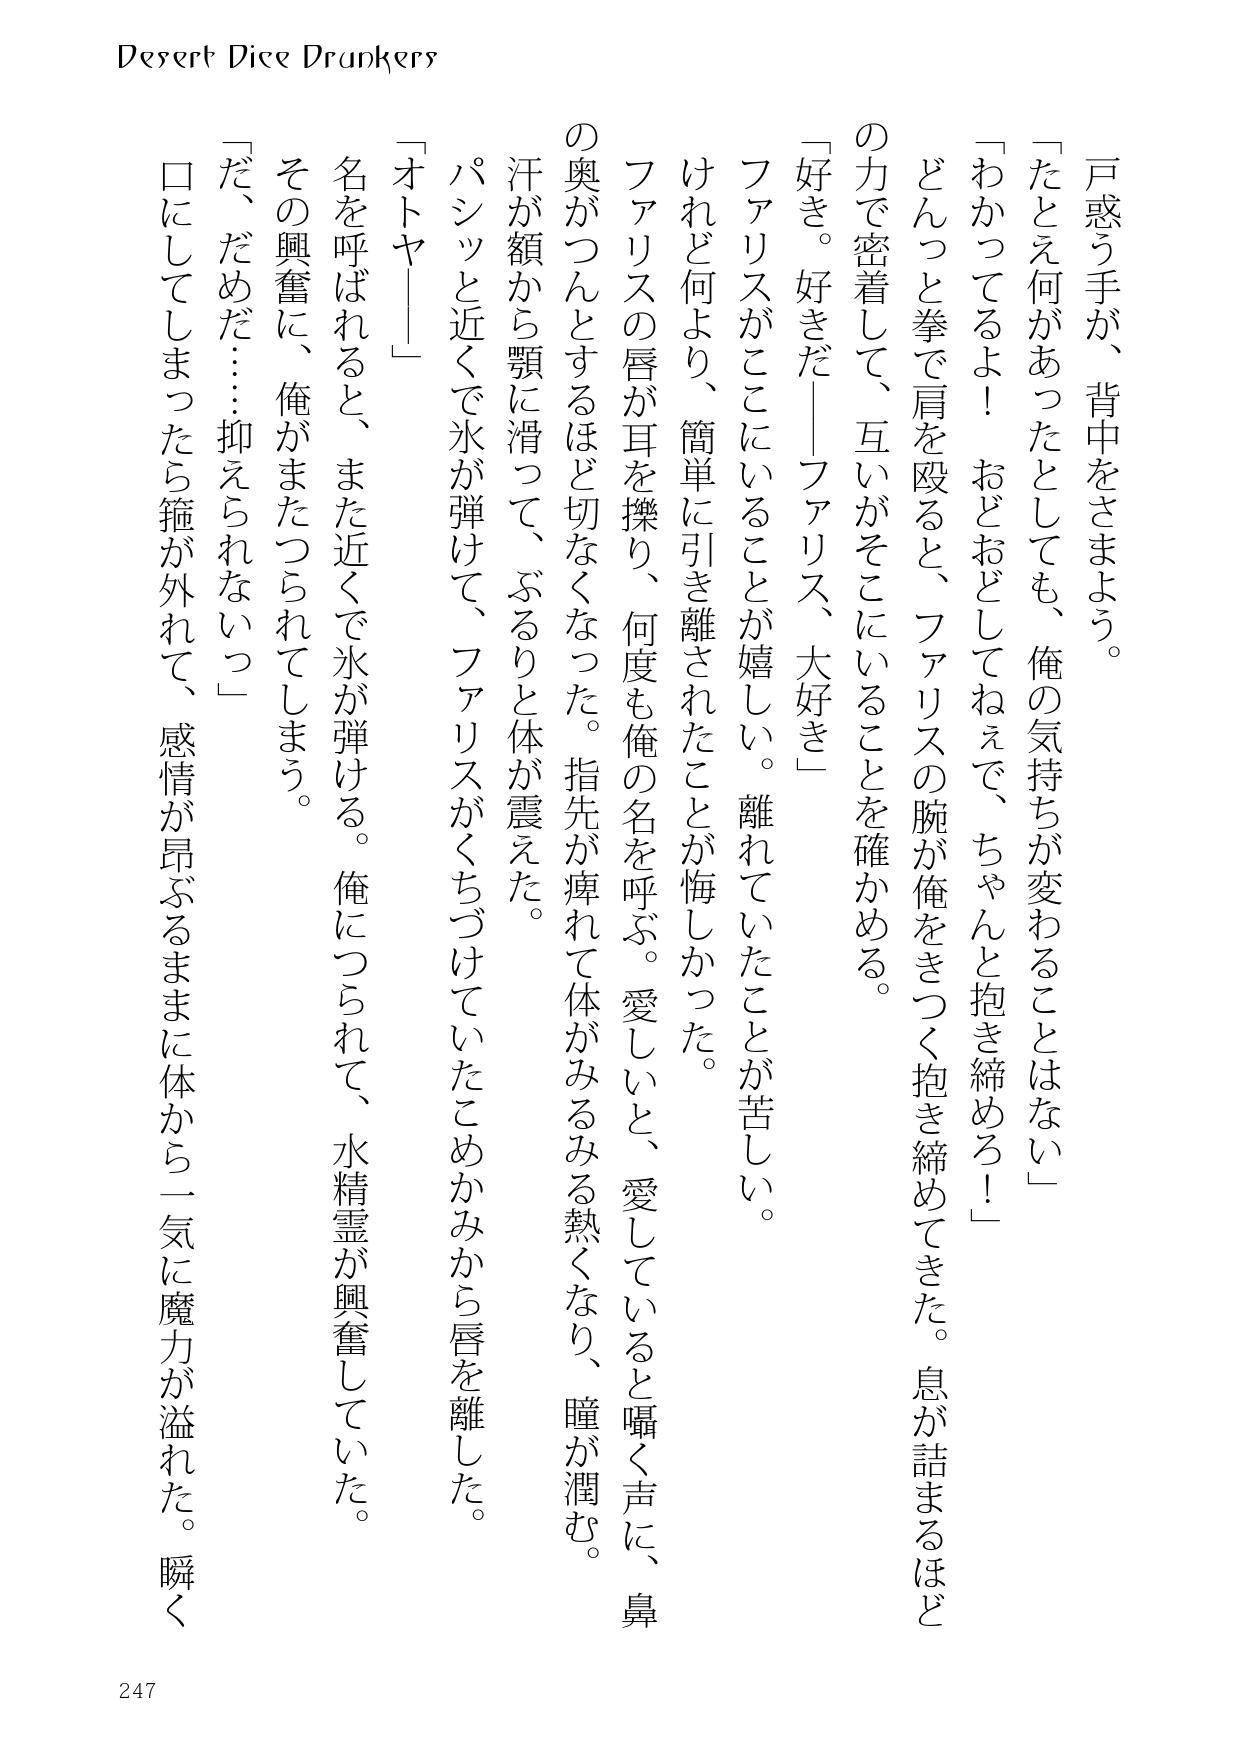 Desert Dice Drunkers
戸惑う手が、背中をさまよう。
「たとえ何があったとしても、俺の気持ちが変わることはない」
「わかってるよ！　おどおどしてねぇで、ちゃんと抱き締めろ！」
どんっと拳で肩を殴ると、ファリスの腕が俺をきつく抱き締めてきた。息が詰まるほど
の力で密着して、互いがそこにいることを確かめる。
「好き。好きだ――ファリス、大好き」
ファリスがここにいることが嬉しい。離れていたことが苦しい。
けれど何より、簡単に引き離されたことが悔しかった。
ファリスの唇が耳を擽り、何度も俺の名を呼ぶ。愛しいと、愛していると囁く声に、鼻
の奥がつんとするほど切なくなった。指先が痺れて体がみるみる熱くなり、瞳が潤む。
汗が額から顎に滑って、ぶるりと体が震えた。
パシッと近くで氷が弾けて、ファリスがくちづけていたこめかみから唇を離した。
「オトヤ――」
名を呼ばれると、また近くで氷が弾ける。俺につられて、水精霊が興奮していた。
その興奮に、俺がまたつられてしまう。
「だ、だめだ……抑えられないっ」
口にしてしまったら箍が外れて、感情が昂ぶるままに体から一気に魔力が溢れた。瞬く
247